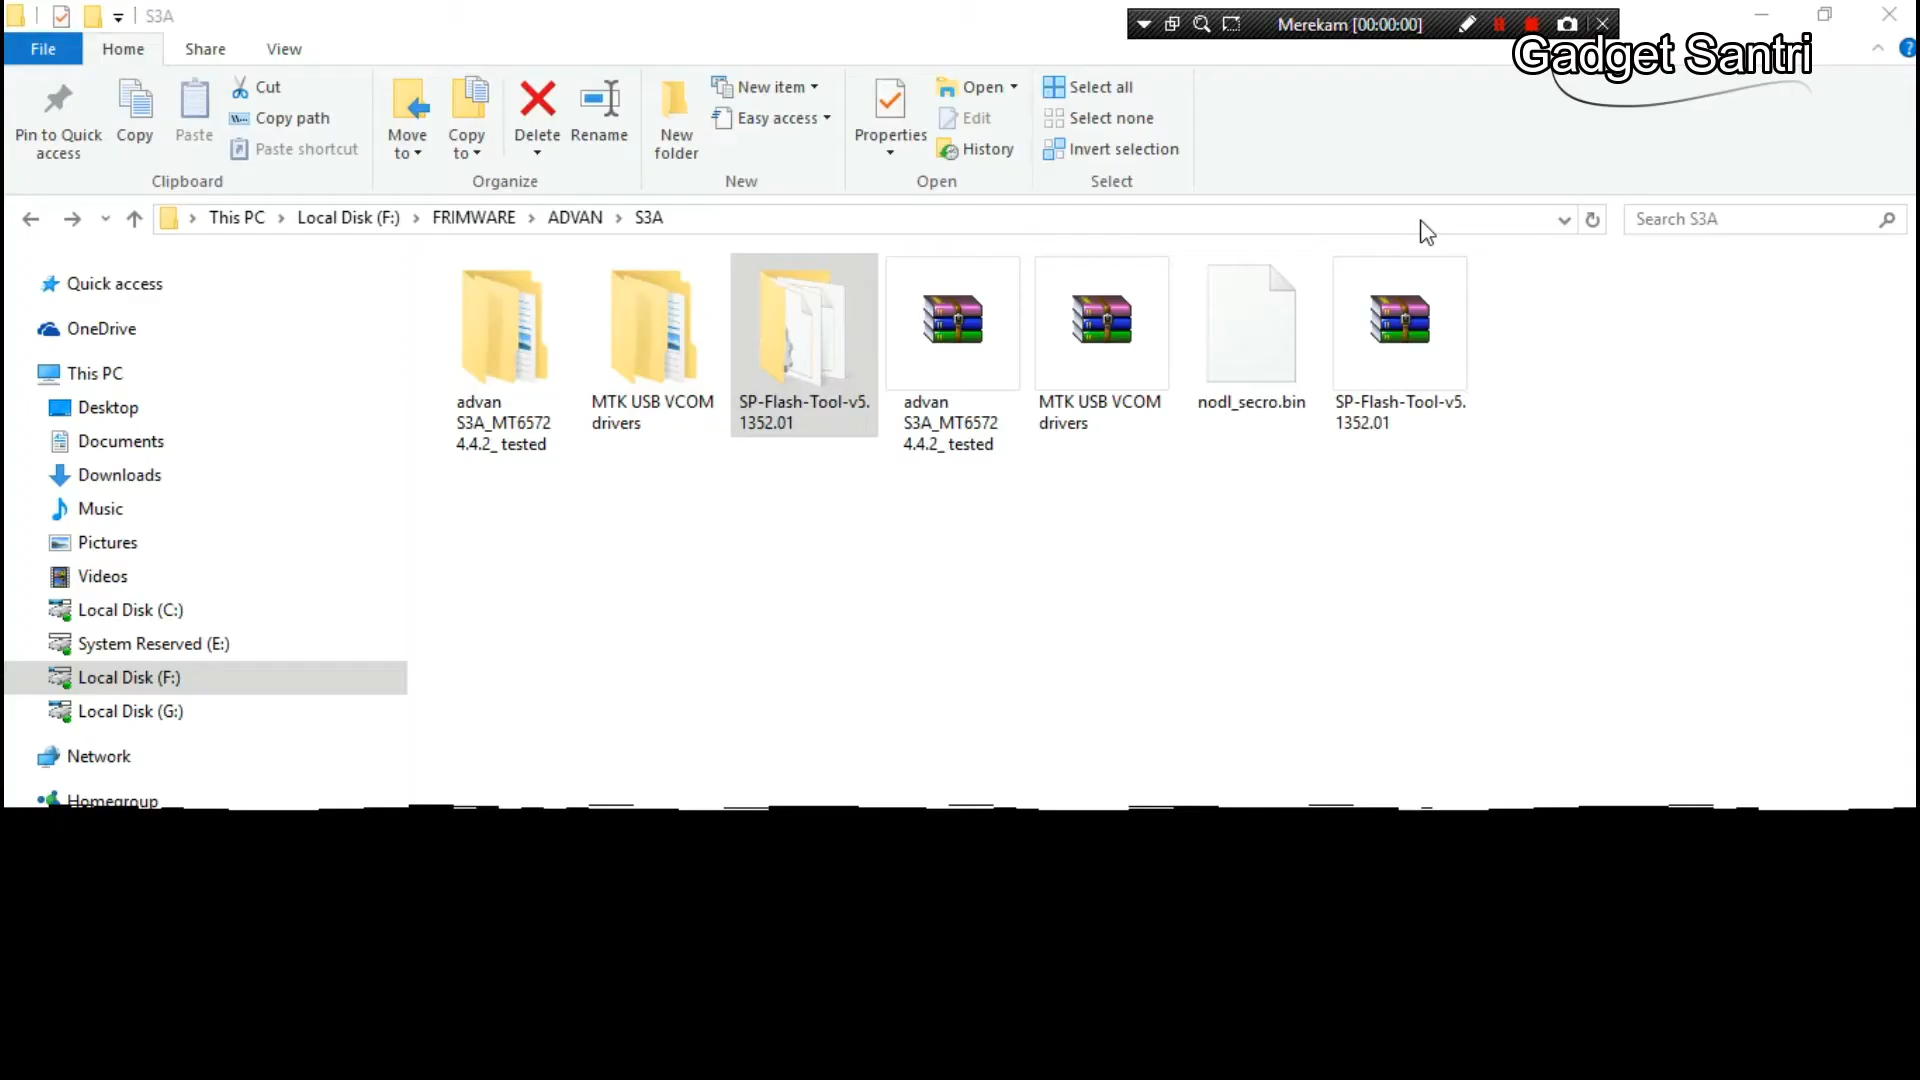 S3A
Merekam [00:00:00]
Gadget Santri
File Home Share View
Pin to Quick access
Copy
Paste
Cut
Copy path
Paste shortcut
Clipboard
Move to
Copy to
Delete
Rename
Organize
New folder
New item
Easy access
New
Properties
Open
Edit
History
Open
Select all
Select none
Invert selection
Select
This PC > Local Disk (F:) > FRIMWARE > ADVAN > S3A
Search S3A
Quick access
OneDrive
This PC
Desktop
Documents
Downloads
Music
Pictures
Videos
Local Disk (C:)
System Reserved (E:)
Local Disk (F:)
Local Disk (G:)
Network
Homegroup
advan
S3A_MT6572
4.4.2_ tested
MTK USB VCOM
drivers
SP-Flash-Tool-v5.
1352.01
advan
S3A_MT6572
4.4.2_ tested
MTK USB VCOM
drivers
nodl_secro.bin
SP-Flash-Tool-v5.
1352.01